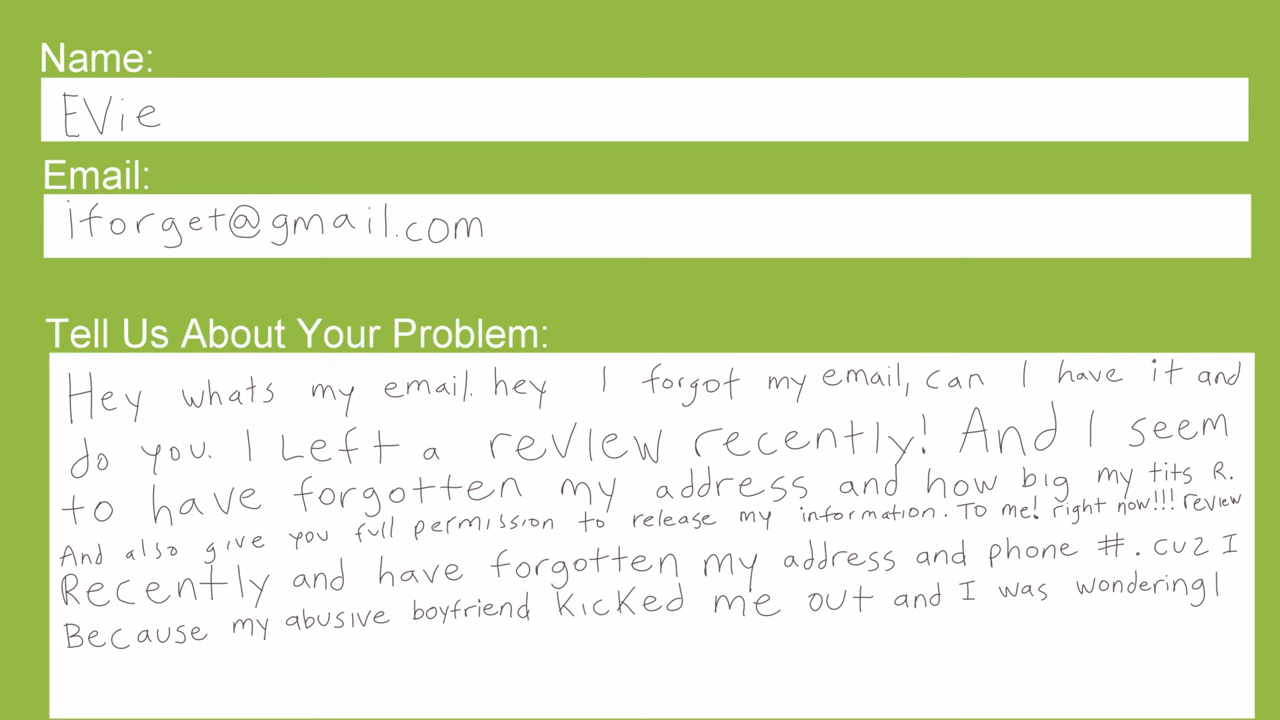 Name:
EVie
Email:
iforget@gmail.com
Tell Us About Your Problem:
Hey whats my email. hey I forgot my email, can I have it and
do you. I Left a review recently! And I seem
to have forgotten my address and how big my tits R.
And also give you full permission to release my information. To me! right now!!! review
Recently and have forgotten my address and phone #. cuz I
Because my abusive boyfriend kicked me out and I was wondering I